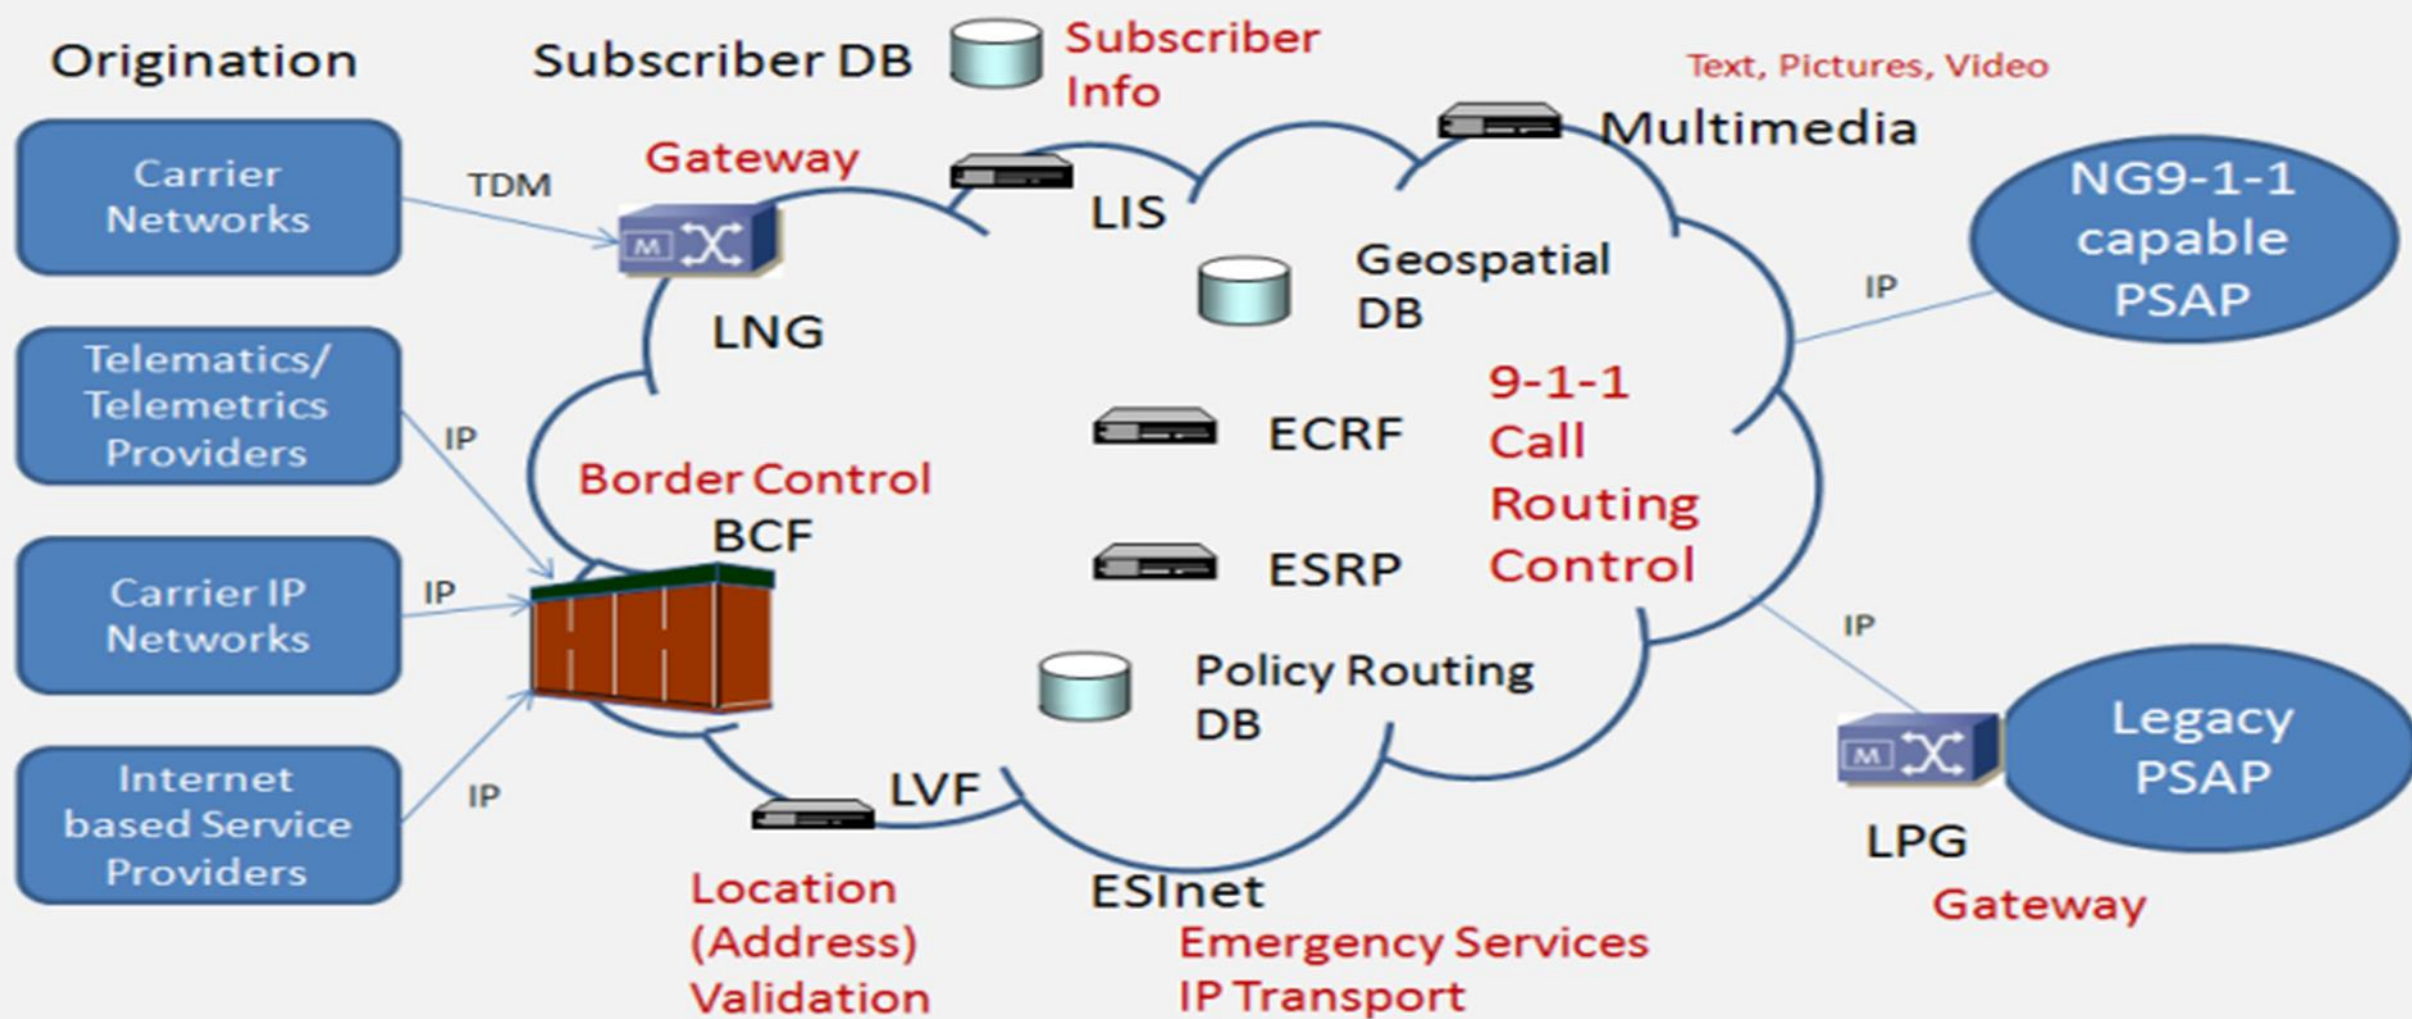 Origination
Carrier
Networks
Telematics/
Telemetrics
Providers
Carrier IP
Networks
Internet
based Service
Providers
TDM
IP
IP
IP
Subscriber DB
Subscriber
Info
Gateway
LNG
LIS
Text, Pictures, Video
Multimedia
Geospatial
DB
Border Control
BCF
ECRF
ESRP
9-1-1
Call
Routing
Control
Policy Routing
DB
LVF
Location
(Address)
Validation
ESInet
Emergency Services
IP Transport
IP
NG9-1-1
capable
PSAP
IP
Legacy
PSAP
LPG
Gateway
M
M